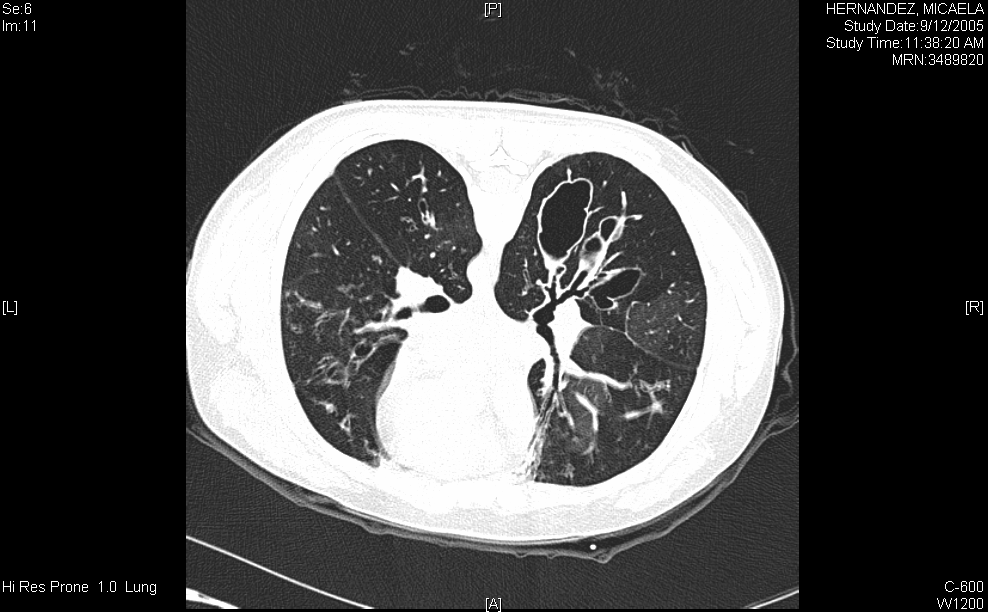 Se:6
Im:11
[P]
HERNANDEZ, MICAELA
Study Date:9/12/2005
Study Time:11:38:20 AM
MRN:3489820
[L]
[R]
Hi Res Prone 1.0 Lung
[A]
C-600
W1200